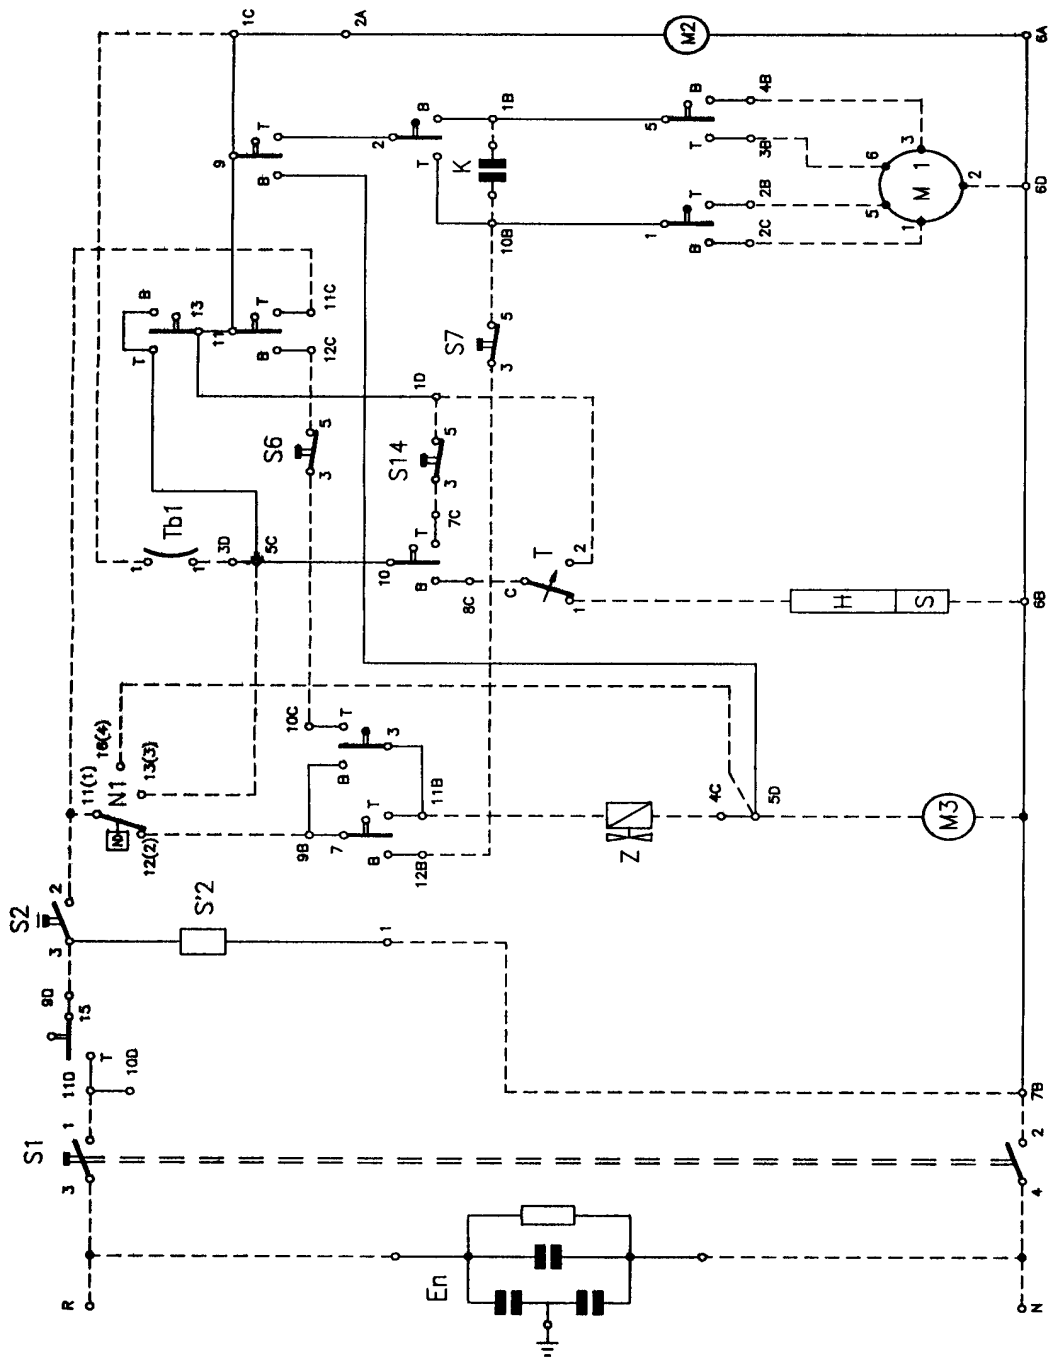 S1
S2
R
3
1
11D
T
10D
15
9D
3
2
S'2
1
11(1)
N1
ND
16(4)
12(2)
13(3)
1
Tb1
1
3D
5C
T
B
13
1C
2A
9B
7
B
T
12B
11B
B
3
T
10C
3
S6
5
11
B
T
12C
11C
9
B
T
10
B
T
8C
7C
3
S14
5
1D
C
T
1
2
3
S7
5
2
T
B
10B
K
1B
En
Z
4C
5D
M3
H
S
1
B
T
2C
2B
5
T
B
3B
4B
M2
M 1
1
5
6
3
2
N
4
2
7B
6B
6D
6A